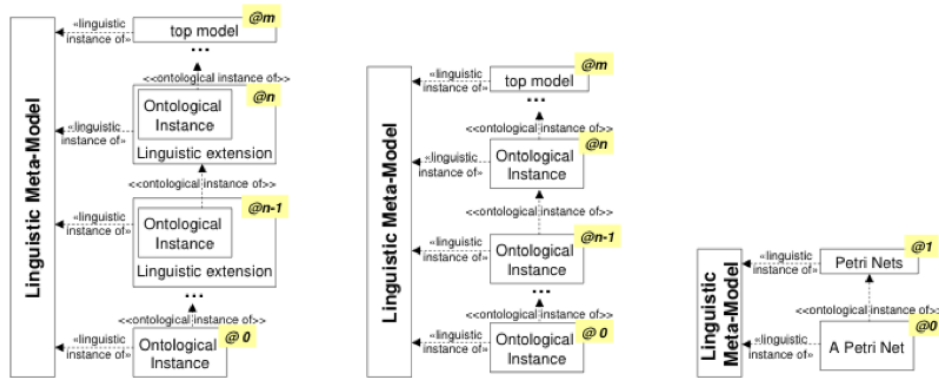 Linguistic Meta-Model
@m
«linguistic
instance of»
top model
...
<<ontological instance of>>
@n
Ontological
Instance
«linguistic
instance of»
Linguistic extension
<<ontological instance of>>
@n-1
Ontological
Instance
«linguistic
instance of»
Linguistic extension
...
<<ontological instance of>>
@ 0
«linguistic
instance of»
Ontological
Instance
Linguistic Meta-Model
@m
«linguistic
instance of»
top model
...
<<ontological instance of>>
@n
«linguistic
instance of»
Ontological
Instance
<<ontological instance of>>
@n-1
«linguistic
instance of»
Ontological
Instance
...
<<ontological instance of>>
@ 0
«linguistic
instance of»
Ontological
Instance
Linguistic
Meta-Model
@1
«linguistic
instance of»
Petri Nets
<<ontological instance of>>
@0
«linguistic
instance of»
A Petri Net